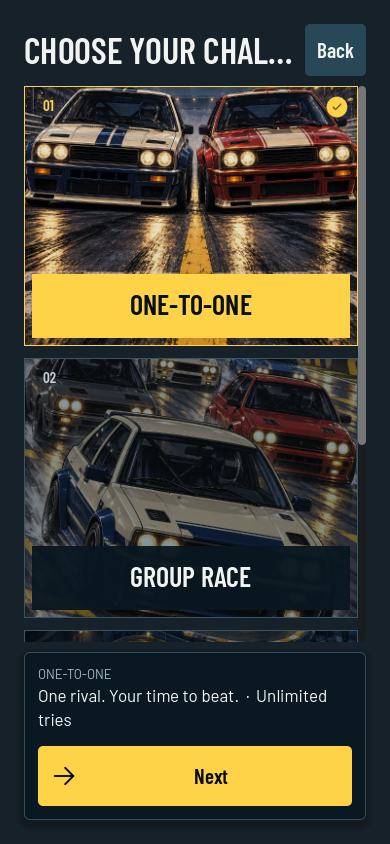 CHOOSE YOUR CHAL...
Back
01
ONE-TO-ONE
02
GROUP RACE
ONE-TO-ONE
One rival. Your time to beat. · Unlimited
tries
Next